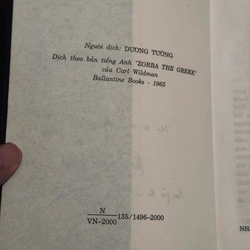 Người dịch: DƯƠNG TƯỜNG
Dịch theo bản tiếng Anh "ZORBA THE GREEK"
của Carl Wildman
Ballantine Books - 1965
N
VN-2000 135/1496-2000